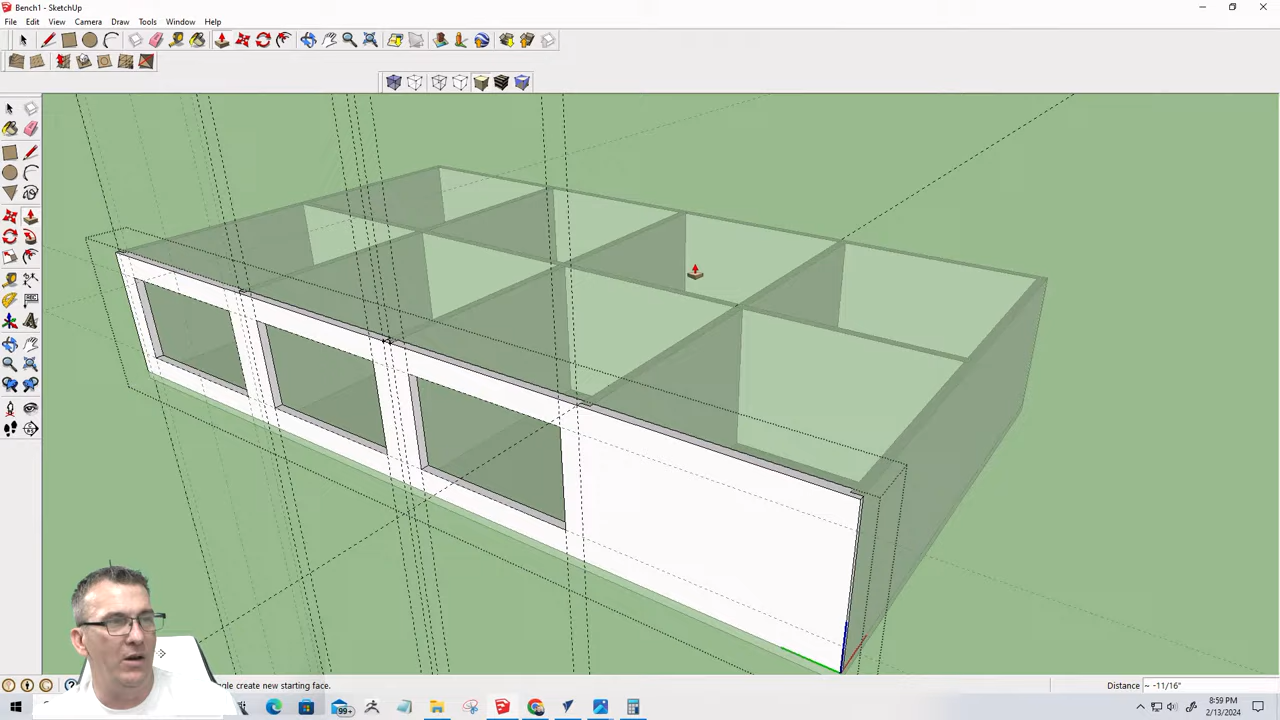 Bench1 - SketchUp
File Edit View Camera Draw Tools Window Help
create new starting face.
Distance ~ -11/16"
99+
8:59 PM
2/13/2024